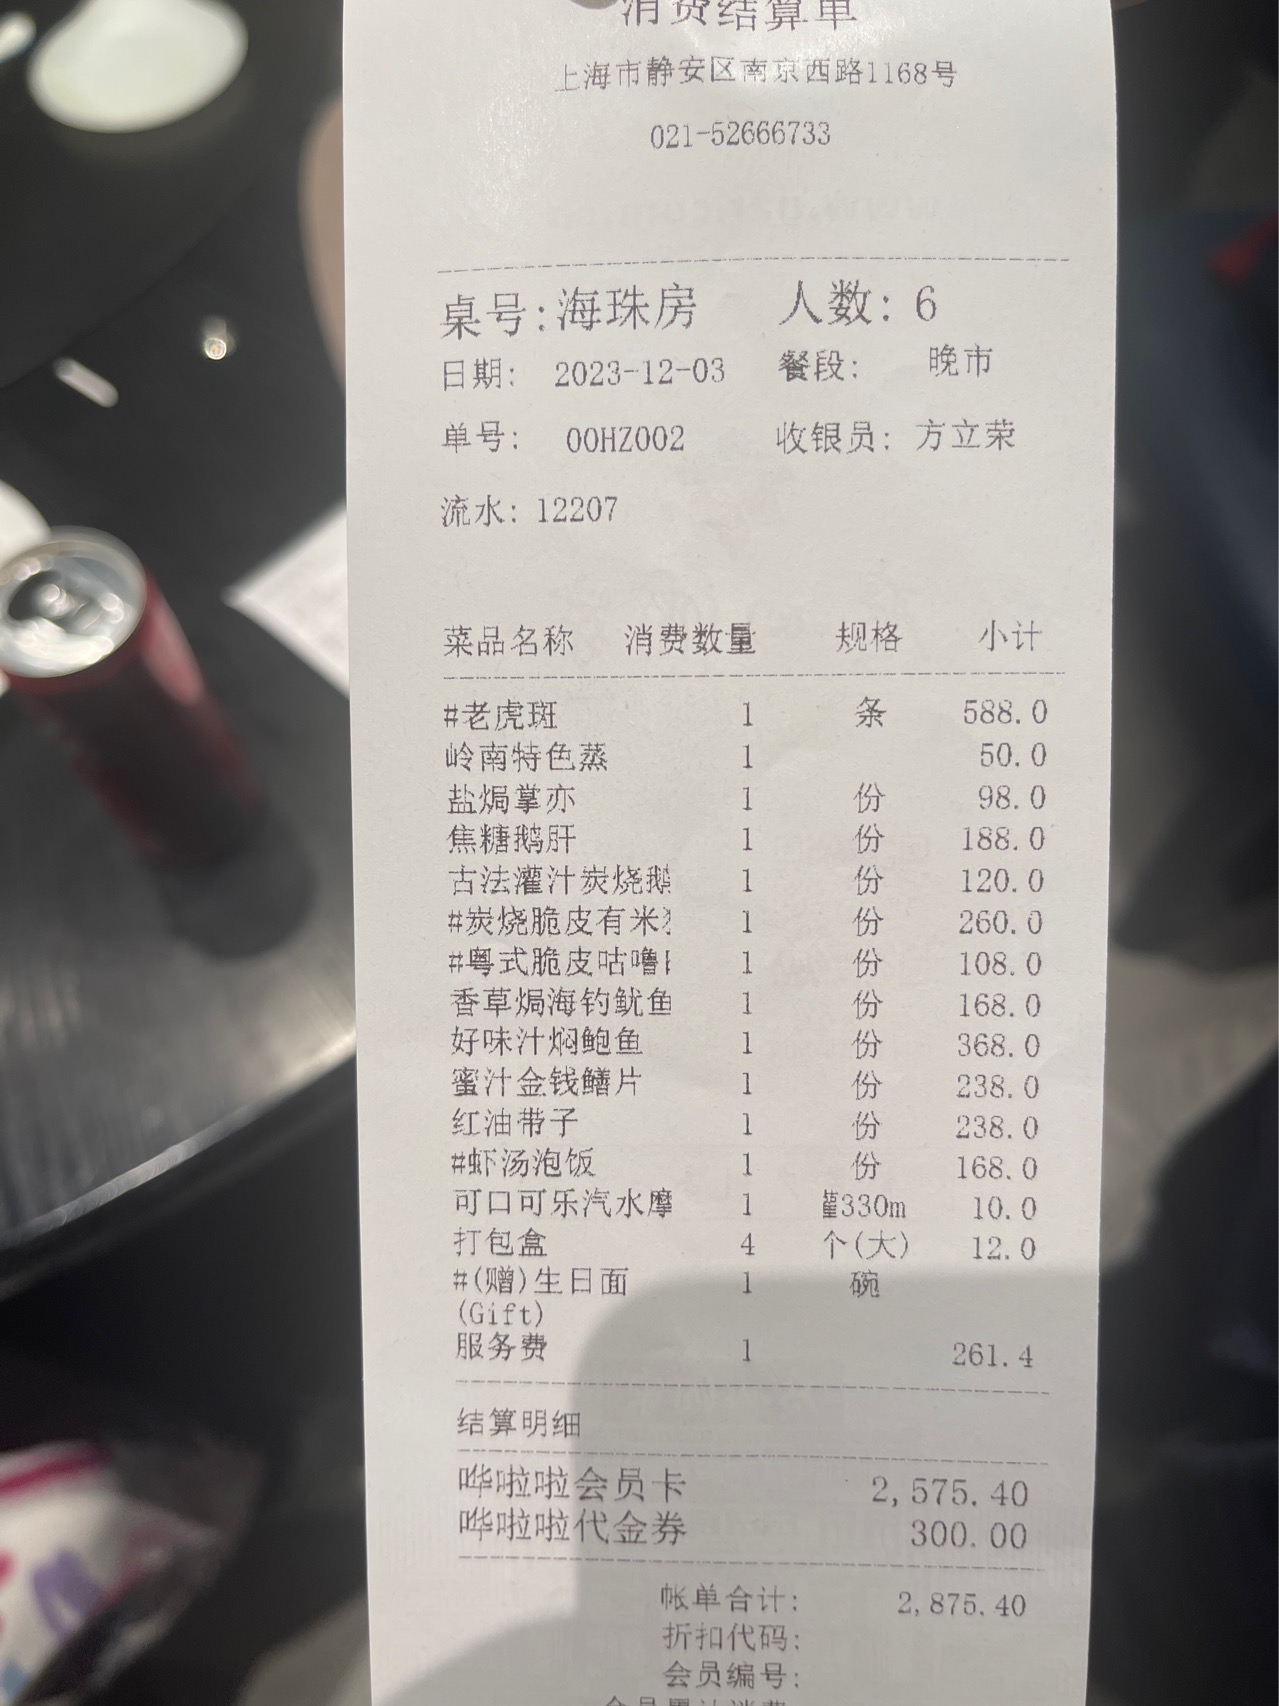 消费结算单
上海市静安区南京西路1168号
021-52666733
桌号:海珠房 人数: 6
日期: 2023-12-03 餐段: 晚市
单号: 00HZ002 收银员: 方立荣
流水: 12207
菜品名称 消费数量 规格 小计
#老虎斑 1 条 588.0
岭南特色蒸 1 50.0
盐焗掌亦 1 份 98.0
焦糖鹅肝 1 份 188.0
古法灌汁炭烧鹅 1 份 120.0
#炭烧脆皮有米 1 份 260.0
#粤式脆皮咕噜 1 份 108.0
香草焗海钓鱿鱼 1 份 168.0
好味汁焖鲍鱼 1 份 368.0
蜜汁金钱鳝片 1 份 238.0
红油带子 1 份 238.0
#虾汤泡饭 1 份 168.0
可口可乐汽水摩 1 330m 10.0
打包盒 4 个(大) 12.0
#(赠)生日面 1 碗
(Gift)
服务费 1 261.4
结算明细
哗啦啦会员卡 2,575.40
哗啦啦代金券 300.00
帐单合计: 2,875.40
折扣代码:
会员编号: